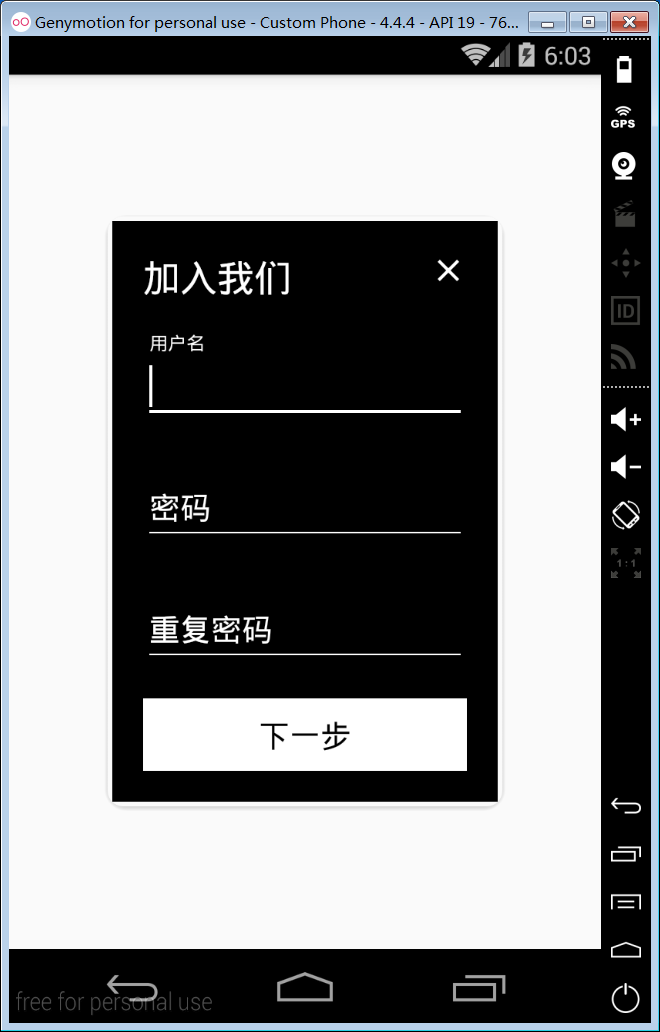 Genymotion for personal use - Custom Phone - 4.4.4 - API 19 - 76...
6:03
GPS
ID
加入我们
用户名
密码
重复密码
下一步
1:1
free for personal use